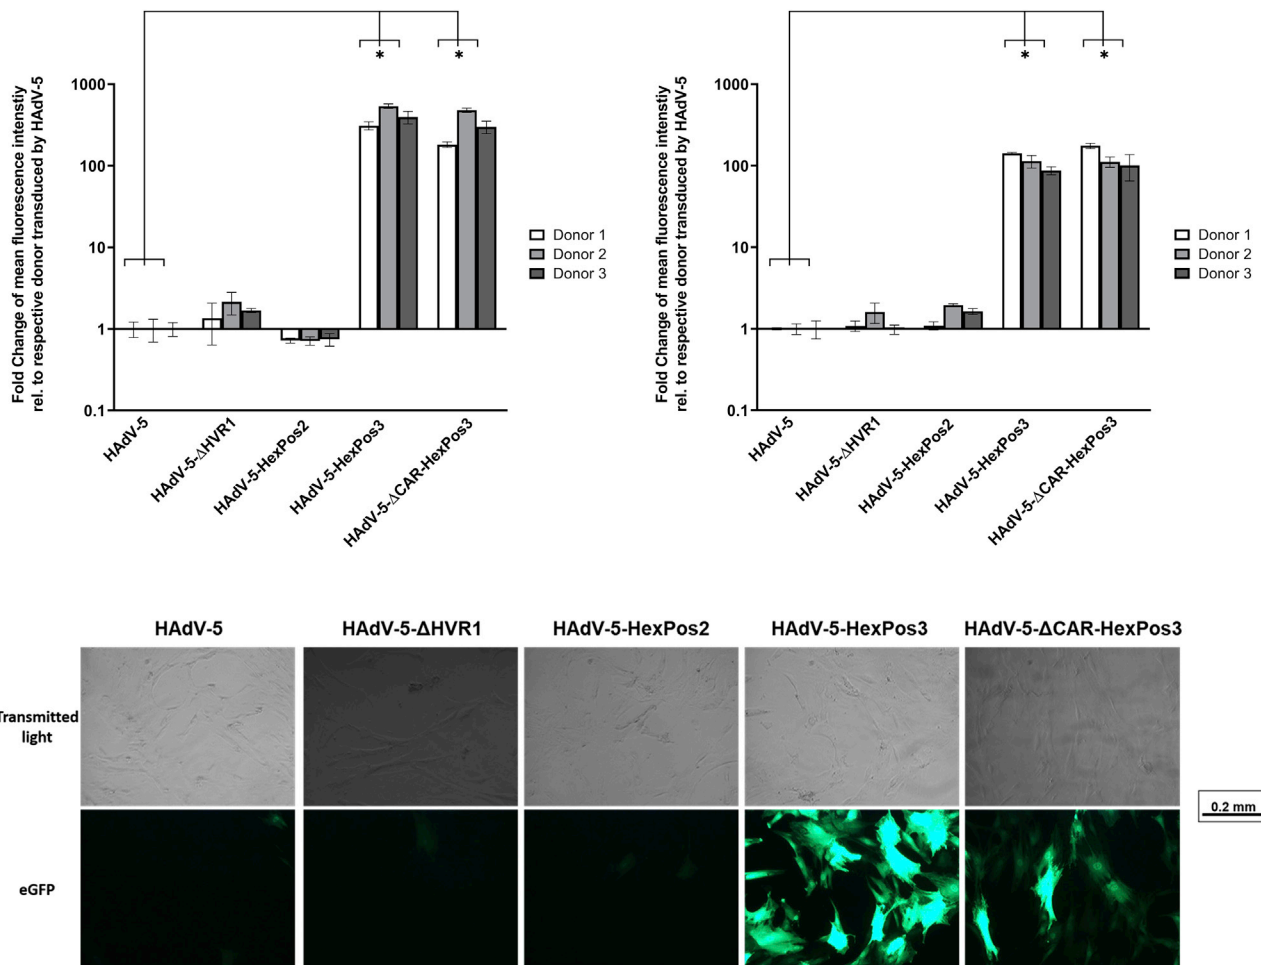 Fold Change of mean fluorescence intenstiy
rel. to respective donor transduced by HAdV-5
1000
100
10
1
0.1
*
*
Donor 1
Donor 2
Donor 3
HAdV-5
HAdV-5-ΔHVR1
HAdV-5-HexPos2
HAdV-5-HexPos3
HAdV-5-ΔCAR-HexPos3
Fold Change of mean fluorescence intenstiy
rel. to respective donor transduced by HAdV-5
1000
100
10
1
0.1
*
*
Donor 1
Donor 2
Donor 3
HAdV-5
HAdV-5-ΔHVR1
HAdV-5-HexPos2
HAdV-5-HexPos3
HAdV-5-ΔCAR-HexPos3
HAdV-5
HAdV-5-ΔHVR1
HAdV-5-HexPos2
HAdV-5-HexPos3
HAdV-5-ΔCAR-HexPos3
Transmitted
light
eGFP
0.2 mm